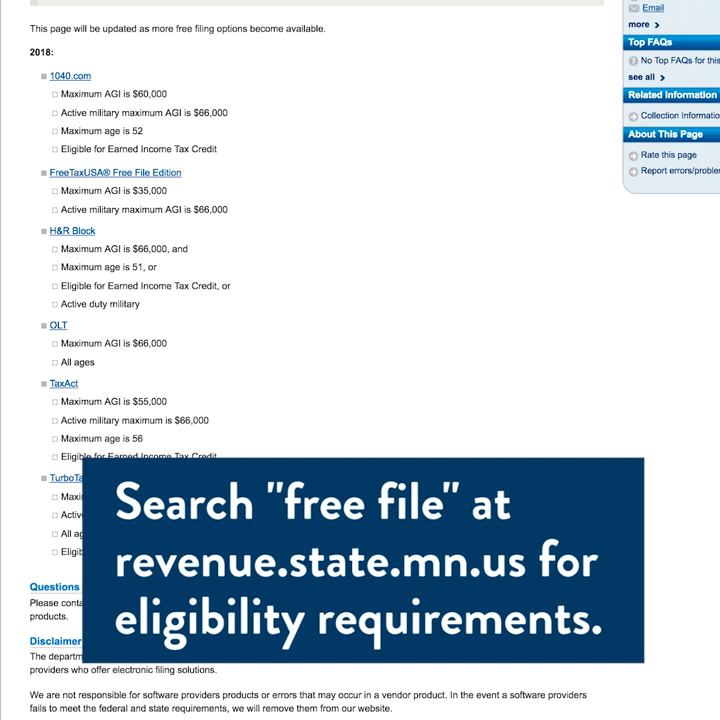 This page will be updated as more free filing options become available.
2018:
1040.com
Maximum AGI is $60,000
Active military maximum AGI is $66,000
Maximum age is 52
Eligible for Earned Income Tax Credit
FreeTaxUSA® Free File Edition
Maximum AGI is $35,000
Active military maximum AGI is $66,000
H&R Block
Maximum AGI is $66,000, and
Maximum age is 51, or
Eligible for Earned Income Tax Credit, or
Active duty military
OLT
Maximum AGI is $66,000
All ages
TaxAct
Maximum AGI is $55,000
Active military maximum is $66,000
Maximum age is 56
Eligible for Earned Income Tax Credit
Questions
Please
products.
Disclaimer
The
providers who offer electronic filing solutions.
We are not responsible for software providers products or errors that may occur in a vendor product. In the event a software providers
fails to meet the federal and state requirements, we will remove them from our website.
Search "free file" at
revenue.state.mn.us for
eligibility requirements.
Email
more
Top FAQs
No Top FAQs for this
see all
Related Information
Collection
About This Page
Rate this page
Report